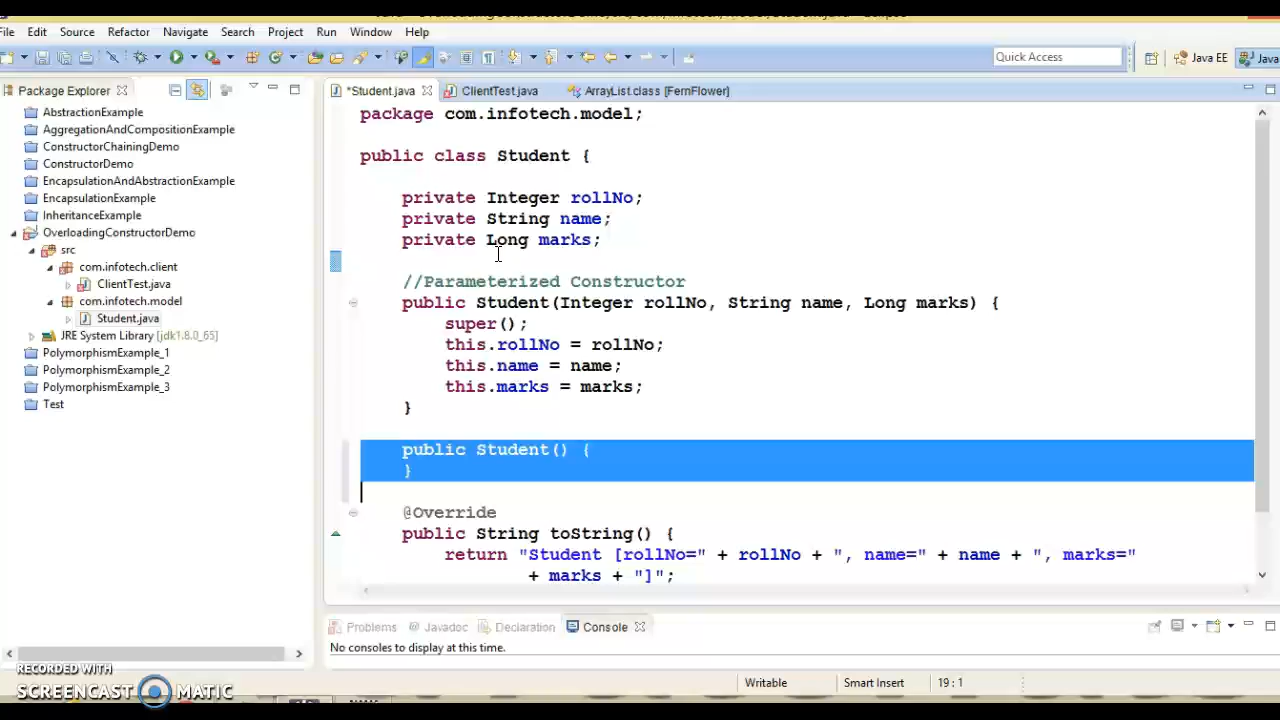 File Edit Source Refactor Navigate Search Project Run Window Help
Quick Access
Java EE
Java
Package Explorer
*Student.java
ClientTest.java
ArrayList.class [FernFlower]
AbstractionExample
AggregationAndCompositionExample
ConstructorChainingDemo
ConstructorDemo
EncapsulationAndAbstractionExample
EncapsulationExample
InheritanceExample
OverloadingConstructorDemo
src
com.infotech.client
ClientTest.java
com.infotech.model
Student.java
JRE System Library [jdk1.8.0_65]
PolymorphismExample_1
PolymorphismExample_2
PolymorphismExample_3
Test
package com.infotech.model;
public class Student {
private Integer rollNo;
private String name;
private Long marks;
//Parameterized Constructor
public Student(Integer rollNo, String name, Long marks) {
super();
this.rollNo = rollNo;
this.name = name;
this.marks = marks;
}
public Student() {
}
@Override
public String toString() {
return "Student [rollNo=" + rollNo + ", name=" + name + ", marks="
+ marks + "]";
Problems @ Javadoc Declaration Console
No consoles to display at this time.
Writable
Smart Insert
19 : 1
RECORDED WITH
SCREENCAST MATIC